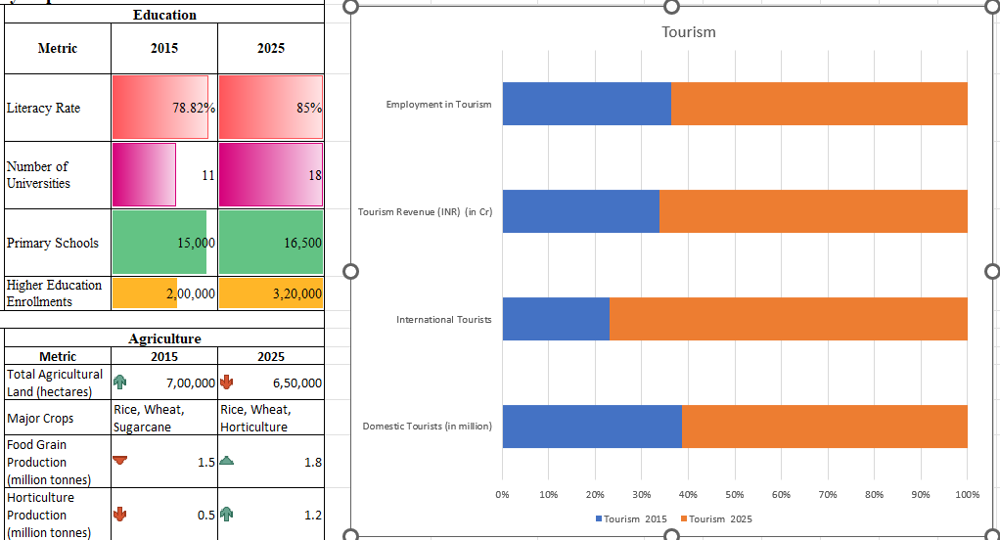 Education
Metric 2015 2025
Literacy Rate 78.82% 85%
Number of
Universities 11 18
Primary Schools 15,000 16,500
Higher Education
Enrollments 2,00,000 3,20,000
Agriculture
Metric 2015 2025
Total Agricultural
Land (hectares) 7,00,000 6,50,000
Major Crops Rice, Wheat, Rice, Wheat,
Sugarcane Horticulture
Food Grain
Production 1.5 1.8
(million tonnes)
Horticulture
Production 0.5 1.2
(million tonnes)
Tourism
Employment in Tourism
Tourism Revenue (INR) (in Cr)
International Tourists
Domestic Tourists (in million)
0% 10% 20% 30% 40% 50% 60% 70% 80% 90% 100%
Tourism 2015 Tourism 2025